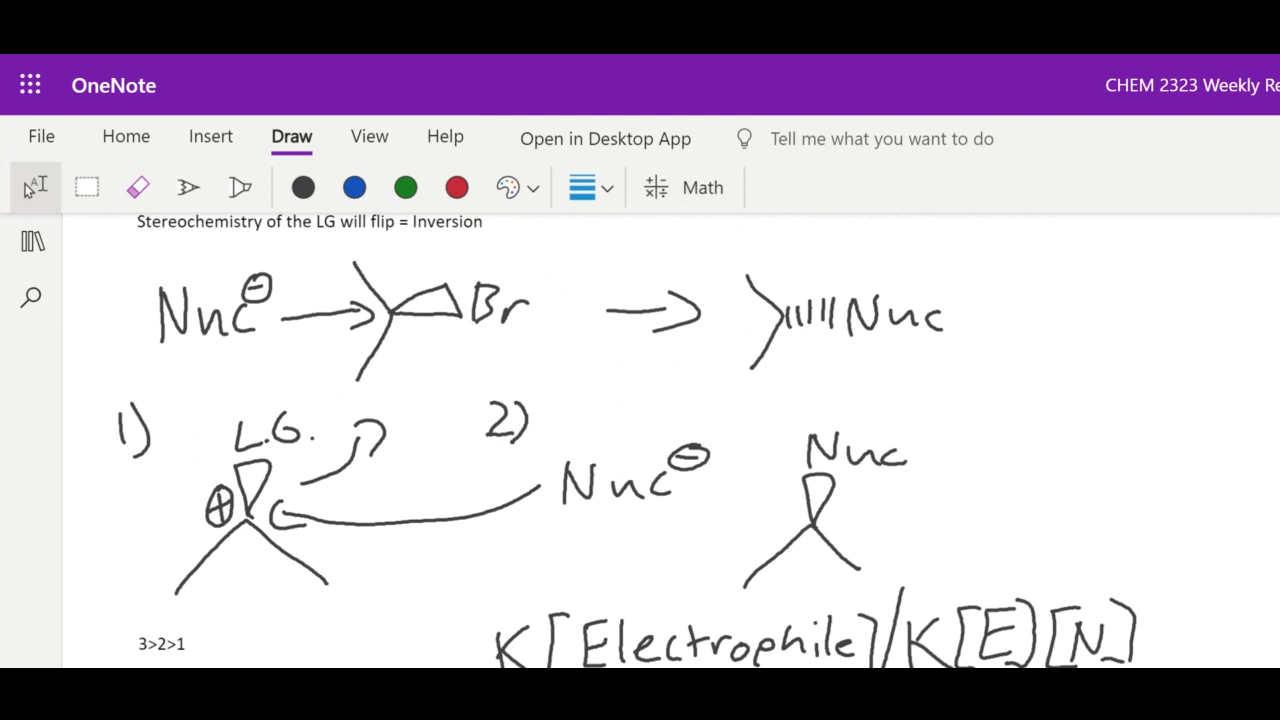 OneNote
CHEM 2323 Weekly Re
File Home Insert Draw View Help Open in Desktop App Tell me what you want to do
Math
Stereochemistry of the LG will flip = Inversion
Nuc⊖ Br Nuc
1) L.G. 2) Nuc⊖ Nuc
⊕
3>2>1
K[Electrophile]/K[E][N]